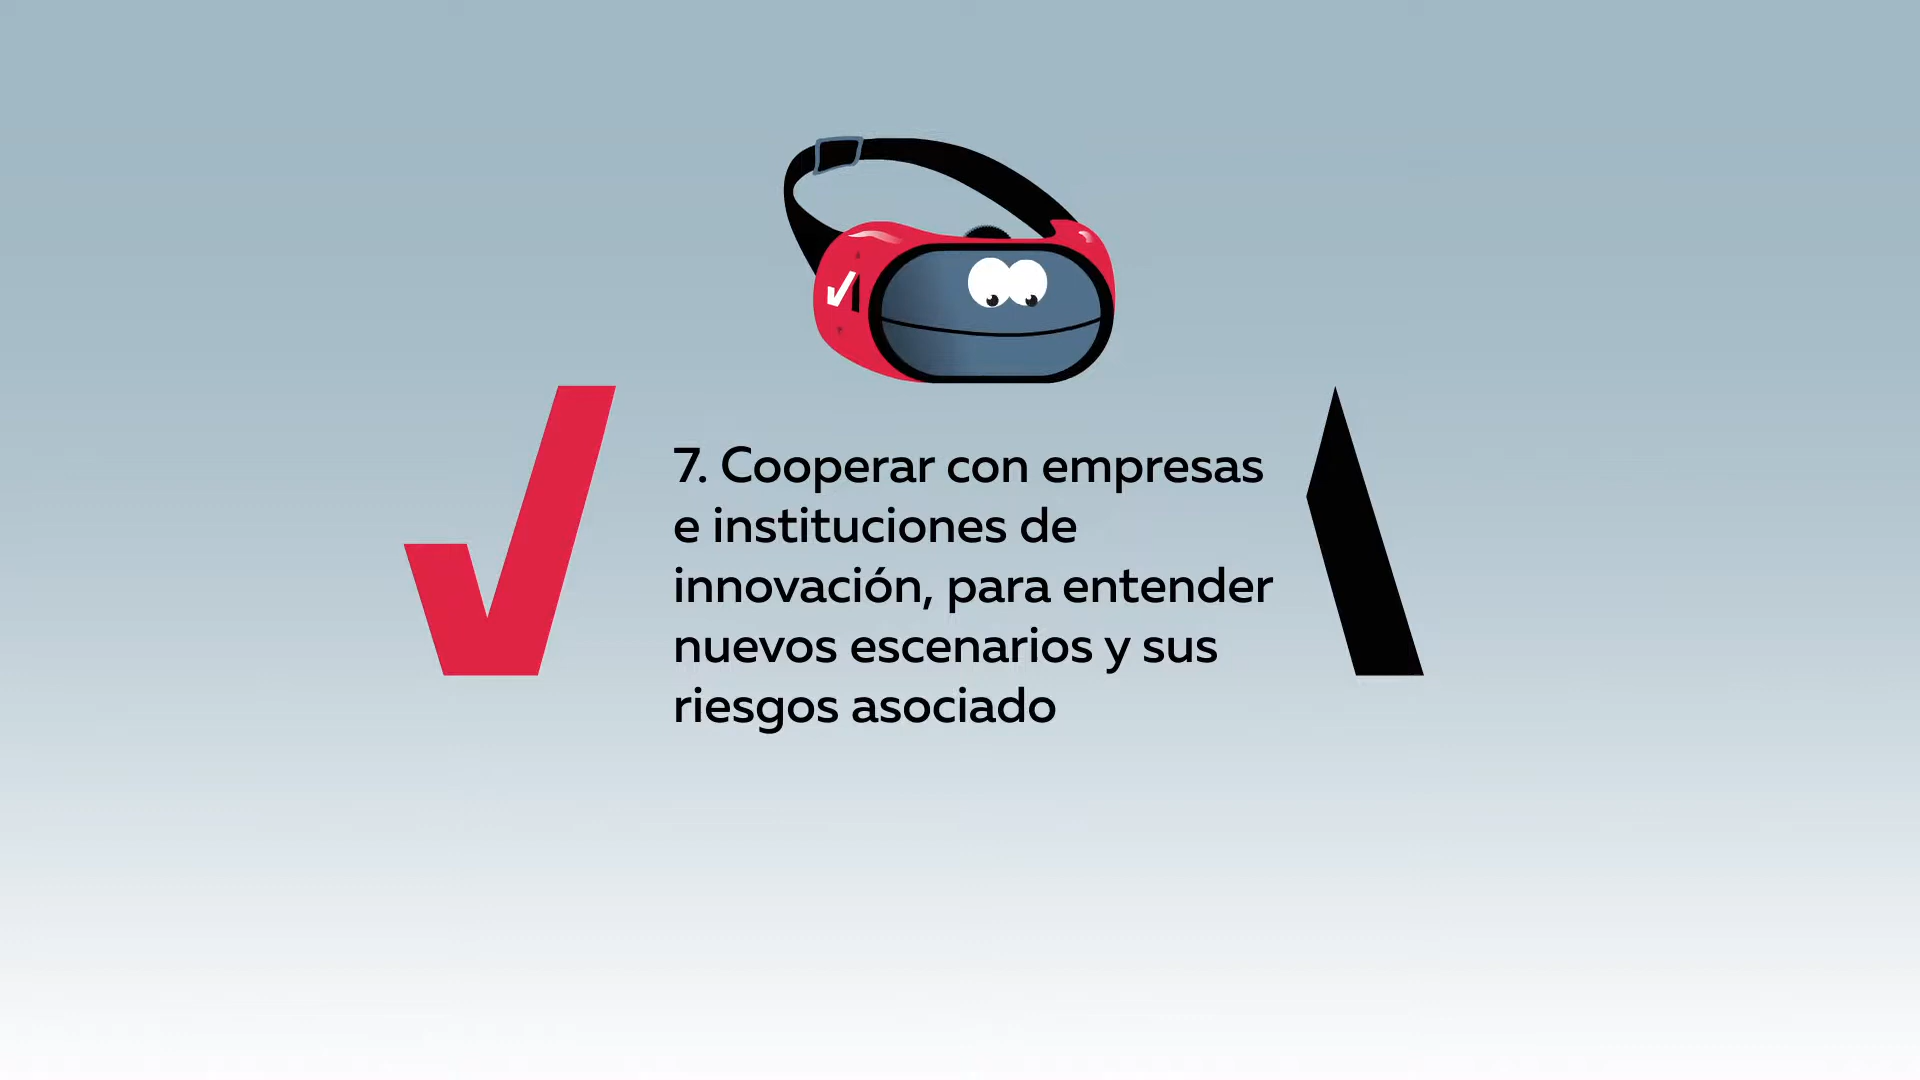 7. Cooperar con empresas
e instituciones de
innovación, para entender
nuevos escenarios y sus
riesgos asociado